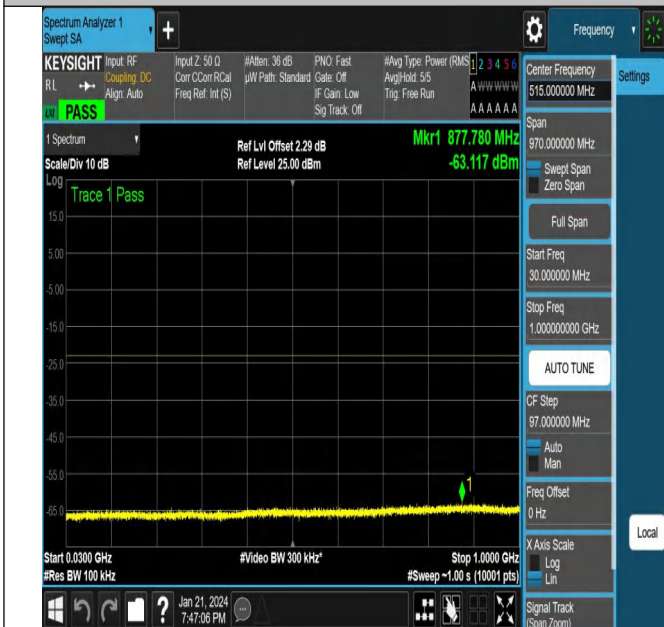 Spectrum Analyzer 1
Swept SA
+
Frequency
KEYSIGHT
RL
Input: RF
Coupling: DC
Align: Auto
Input Z: 50 Ω
Corr CCorr RCal
Freq Ref: Int (S)
#Atten: 36 dB
µW Path: Standard
PNO: Fast
Gate: Off
IF Gain: Low
Sig Track: Off
#Avg Type: Power (RMS
Avg|Hold: 5/5
Trig: Free Run
1 2 3 4 5 6
A W W W W W
A A A A A A
PASS
1 Spectrum
Scale/Div 10 dB
Ref Lvl Offset 2.29 dB
Ref Level 25.00 dBm
Mkr1 877.780 MHz
-63.117 dBm
Log
Trace 1 Pass
15.0
5.00
-5.00
-15.0
-25.0
-35.0
-45.0
-55.0
-65.0
1
Start 0.0300 GHz
#Res BW 100 kHz
#Video BW 300 kHz*
Stop 1.0000 GHz
#Sweep ~1.00 s (10001 pts)
Jan 21, 2024
7:47:06 PM
?
Center Frequency
515.000000 MHz
Settings
Span
970.000000 MHz
Swept Span
Zero Span
Full Span
Start Freq
30.000000 MHz
Stop Freq
1.000000000 GHz
AUTO TUNE
CF Step
97.000000 MHz
Auto
Man
Freq Offset
0 Hz
X Axis Scale
Log
Lin
Local
Signal Track
(Span Zoom)